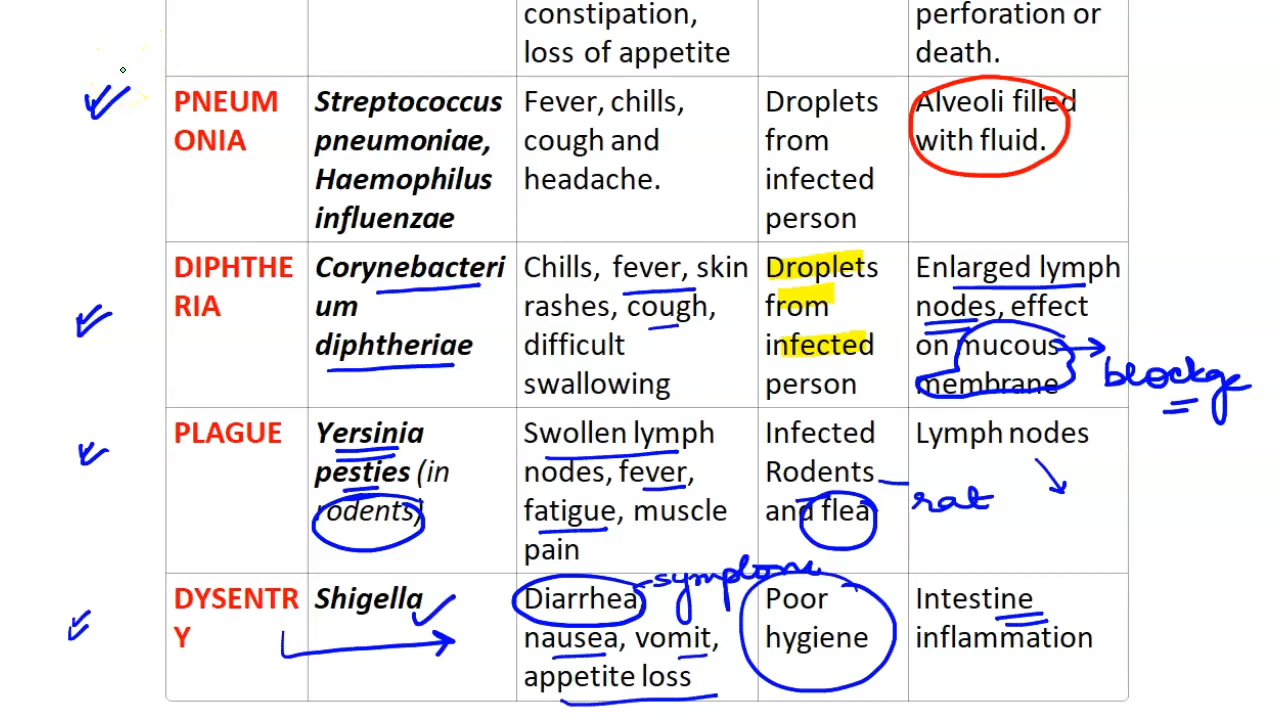 constipation,
loss of appetite
perforation or
death.
PNEUM
ONIA
Streptococcus
pneumoniae,
Haemophilus
influenzae
Fever, chills,
cough and
headache.
Droplets
from
infected
person
Alveoli filled
with fluid.
DIPHTHE
RIA
Corynebacteri
um
diphtheriae
Chills, fever, skin
rashes, cough,
difficult
swallowing
Droplets
from
infected
person
Enlarged lymph
nodes, effect
on mucous
membrane
blockge
PLAGUE
Yersinia
pesties (in
rodents)
Swollen lymph
nodes, fever,
fatigue, muscle
pain
Infected
Rodents
and flea
rat
Lymph nodes
DYSENTR
Y
Shigella
Diarrhea,
nausea, vomit,
appetite loss
symptoms
Poor
hygiene
Intestine
inflammation